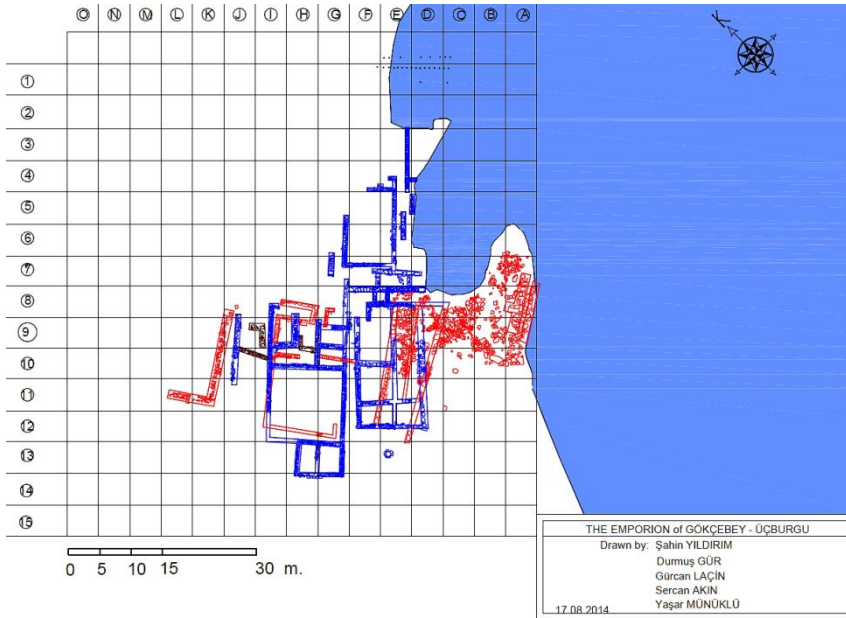 O N M L K J I H G F E D C B A
K
1
2
3
4
5
6
7
8
9
10
11
12
13
14
15
0 5 10 15 30 m.
THE EMPORION of GÖKÇEBEY - ÜÇBURGU
Drawn by: Şahin YILDIRIM
Durmuş GÜR
Gürcan LAÇİN
Sercan AKIN
Yaşar MÜNÜKLÜ
17.08.2014